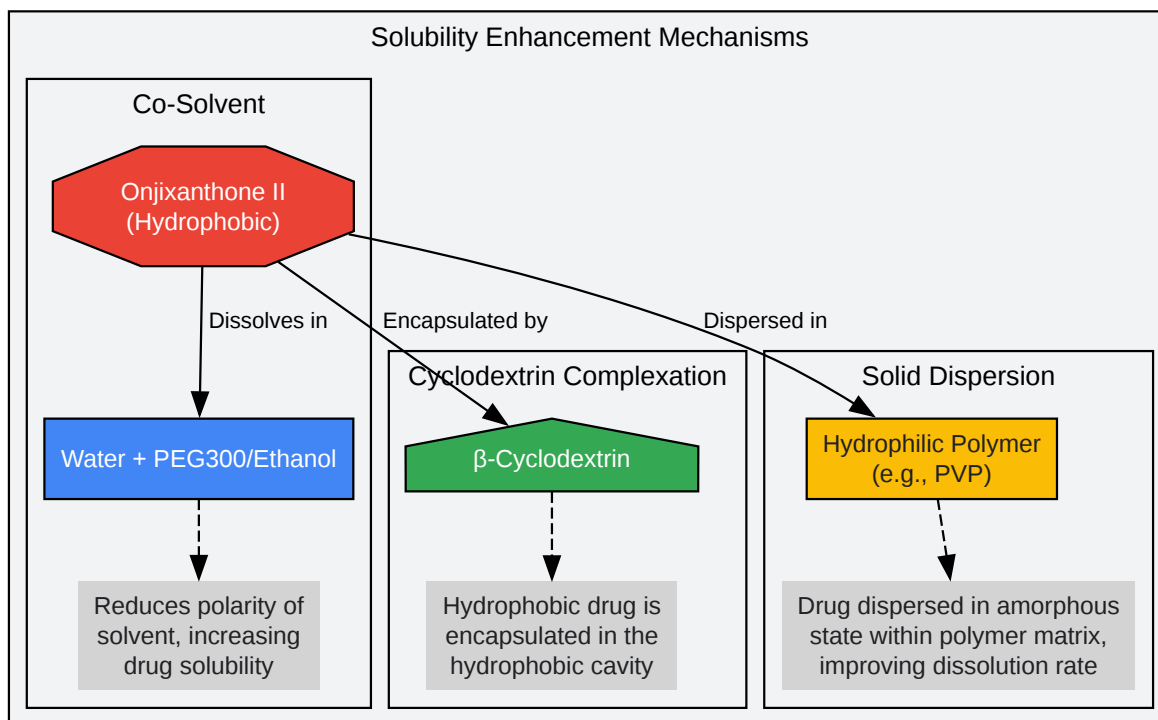 Solubility Enhancement Mechanisms
Co-Solvent
Onjixanthone II
(Hydrophobic)
Dissolves in
Encapsulated by
Dispersed in
Cyclodextrin Complexation
Solid Dispersion
Water + PEG300/Ethanol
β-Cyclodextrin
Hydrophilic Polymer
(e.g., PVP)
Reduces polarity of
solvent, increasing
drug solubility
Hydrophobic drug is
encapsulated in the
hydrophobic cavity
Drug dispersed in amorphous
state within polymer matrix,
improving dissolution rate